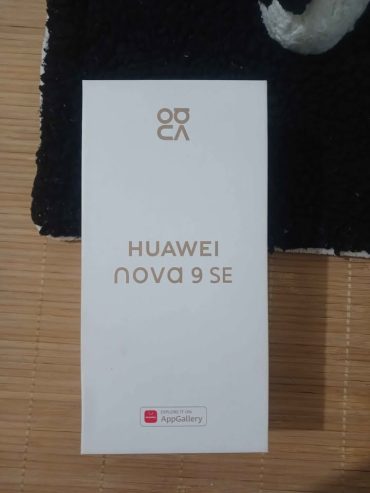 HUAWEI
nova 9 SE
EXPLORE IT ON
AppGallery